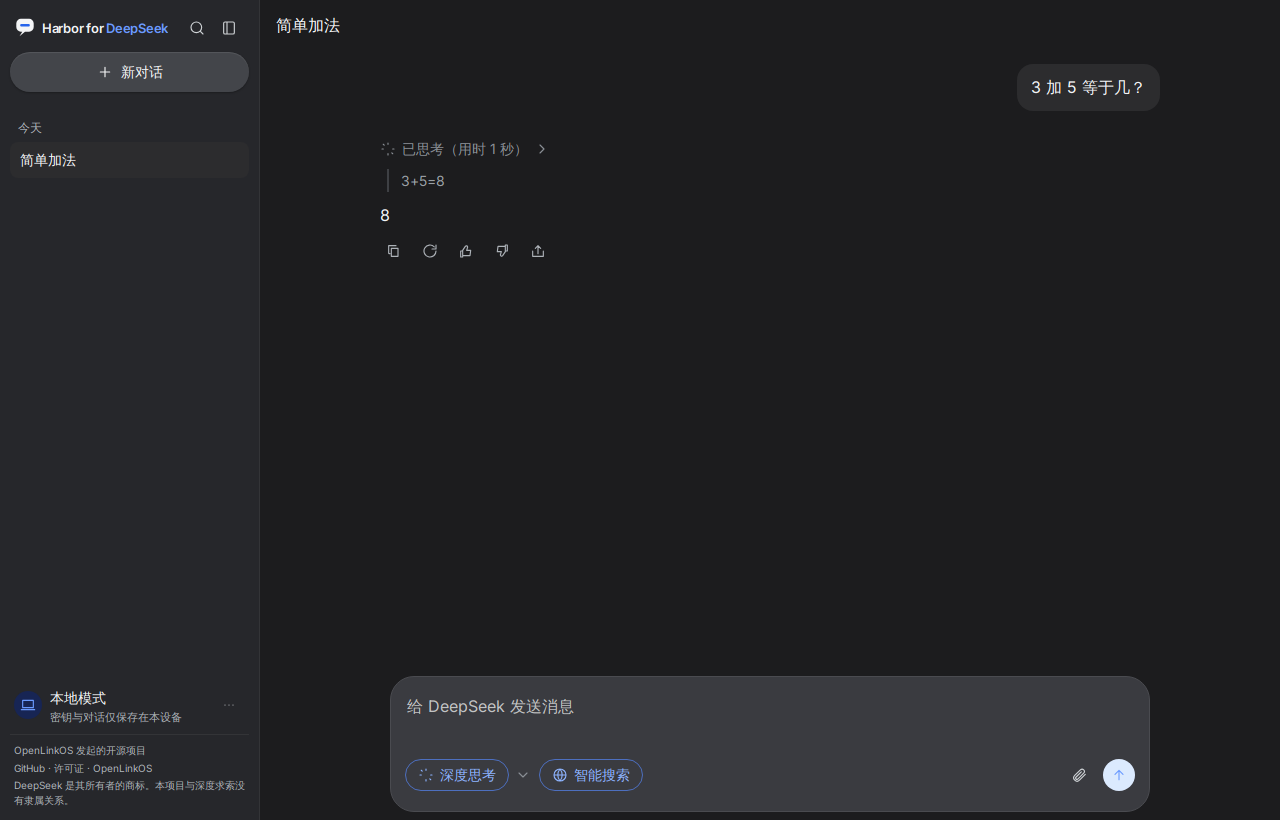 Harbor for DeepSeek
新对话
今天
简单加法
本地模式
密钥与对话仅保存在本设备
OpenLinkOS 发起的开源项目
GitHub · 许可证 · OpenLinkOS
DeepSeek 是其所有者的商标。本项目与深度求索没
有隶属关系。
简单加法
3 加 5 等于几？
已思考（用时 1 秒）
3+5=8
8
给 DeepSeek 发送消息
深度思考
智能搜索